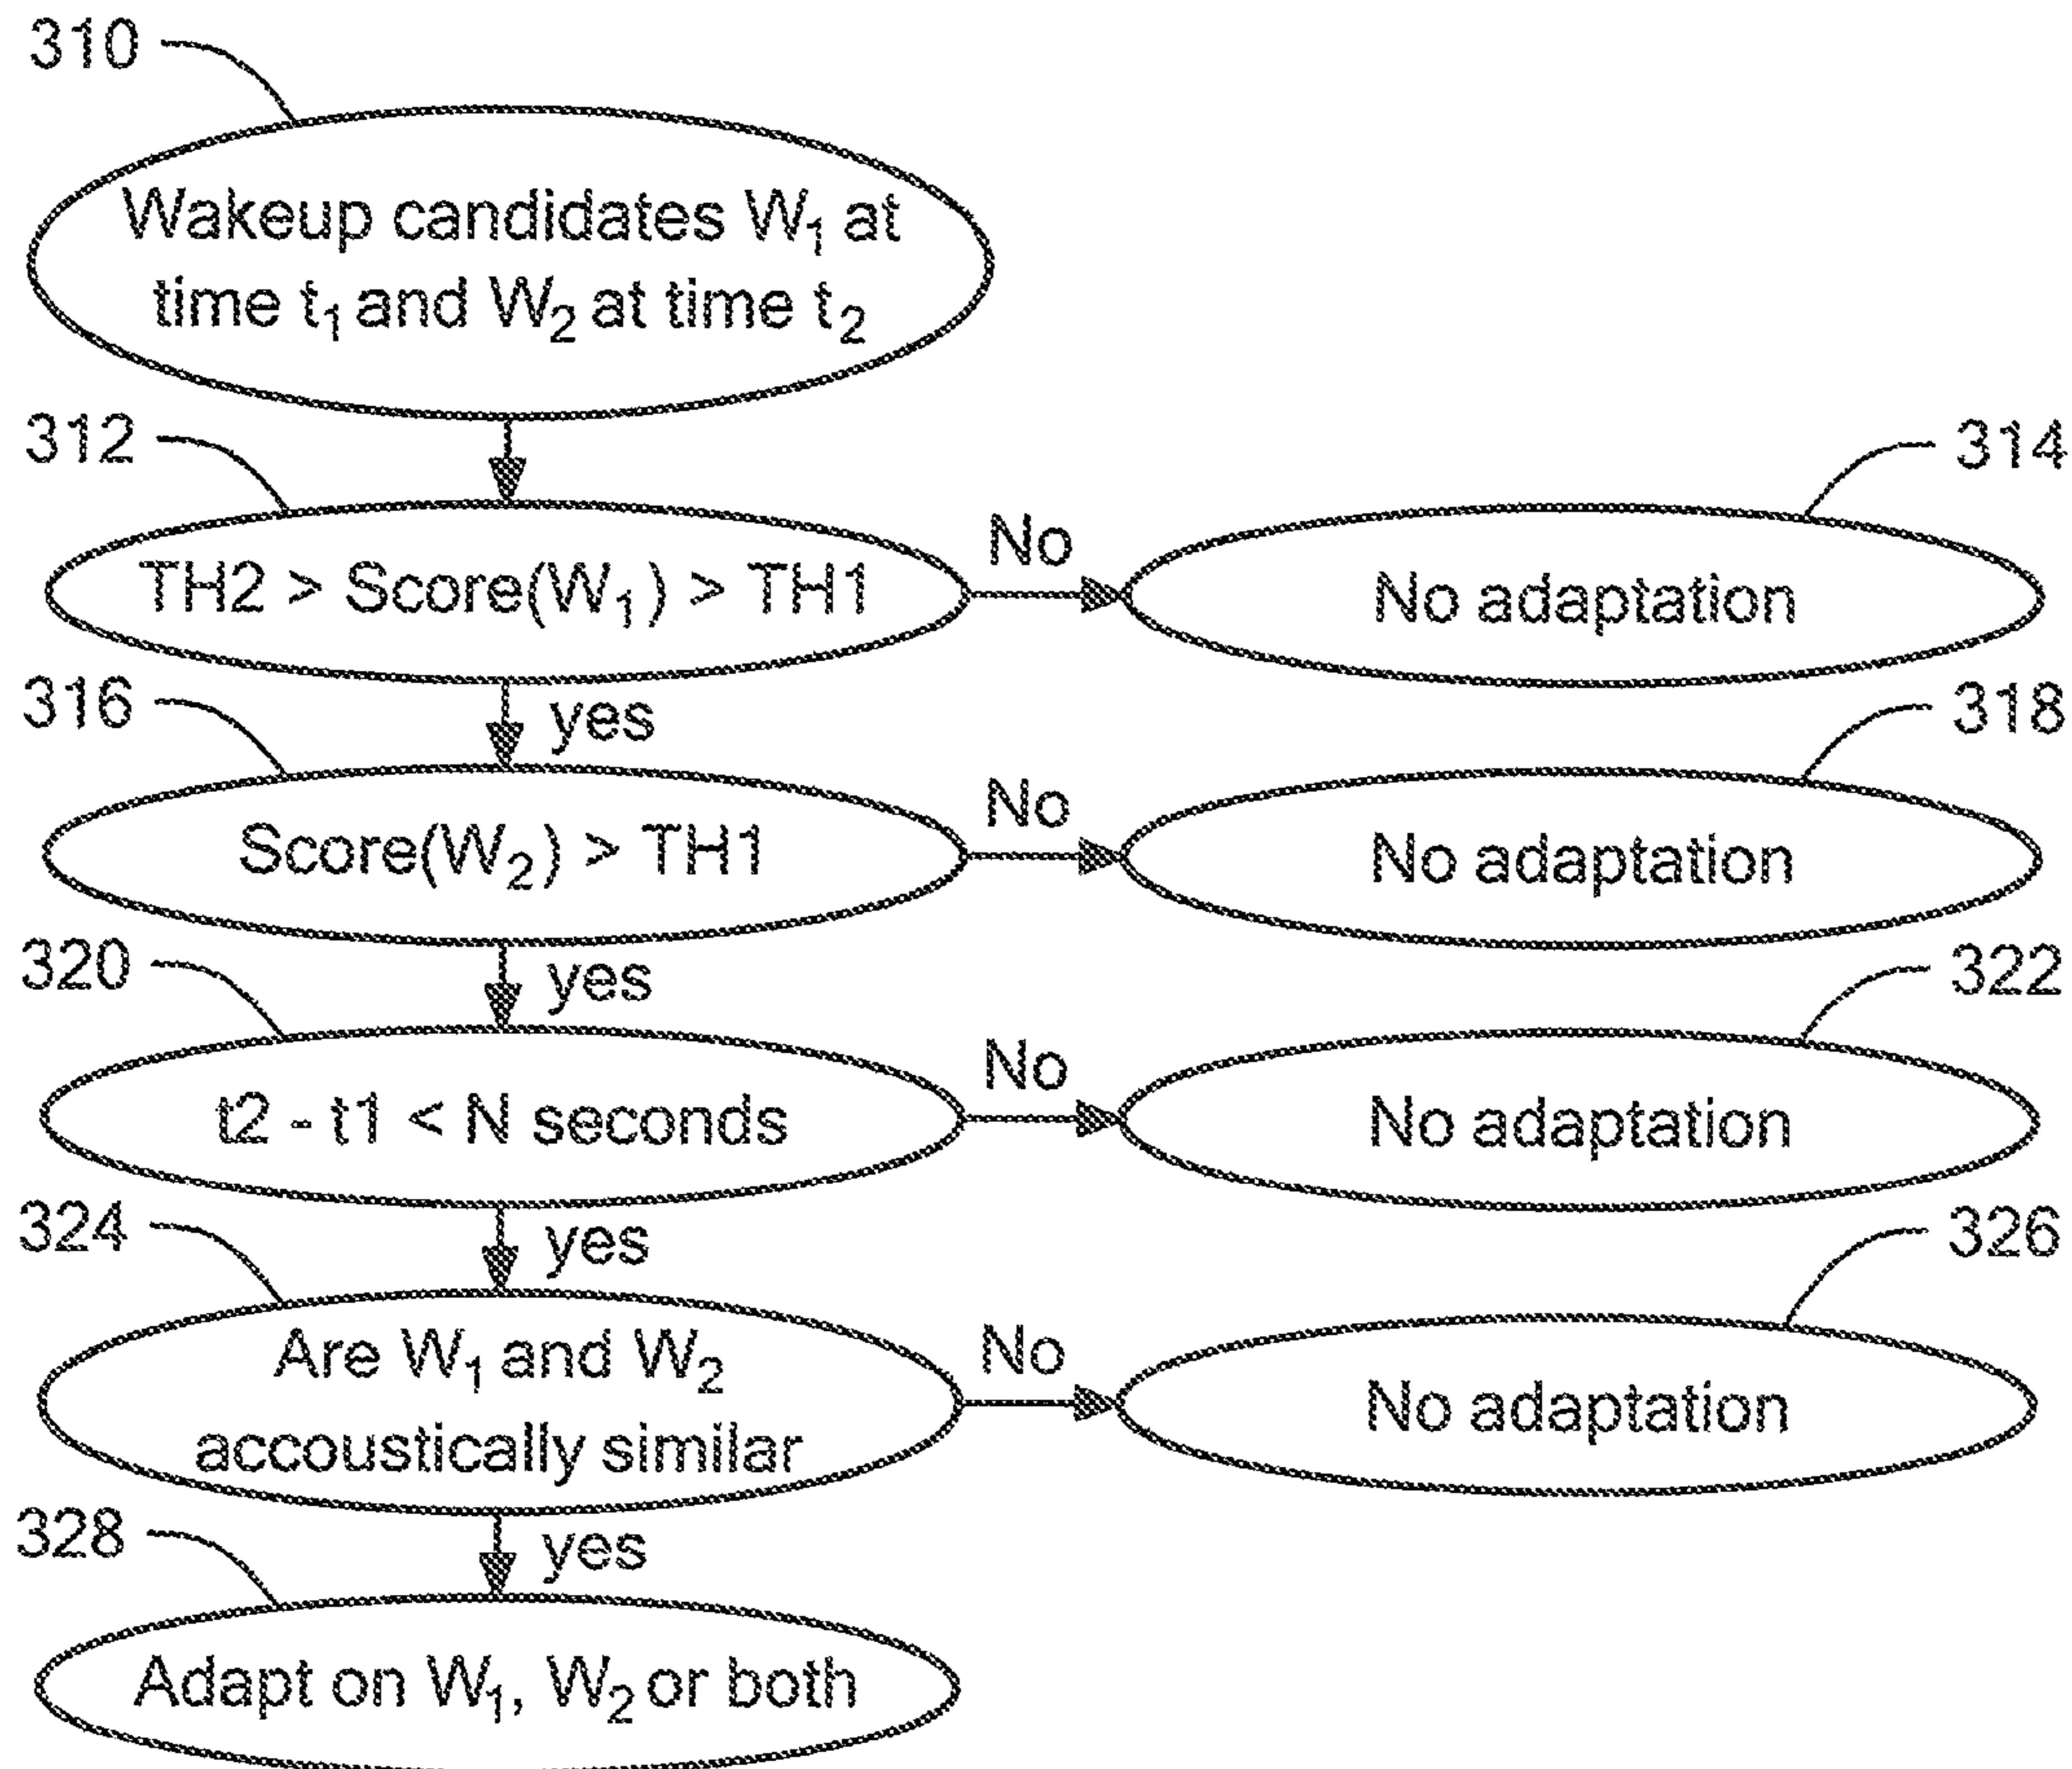 310
Wakeup candidates W₁ at
time t₁ and W₂ at time t₂
312
TH2 > Score(W₁) > TH1
No
314
No adaptation
yes
316
Score(W₂) > TH1
No
318
No adaptation
yes
320
t2 - t1 < N seconds
No
322
No adaptation
yes
324
Are W₁ and W₂
accoustically similar
No
326
No adaptation
yes
328
Adapt on W₁, W₂ or both